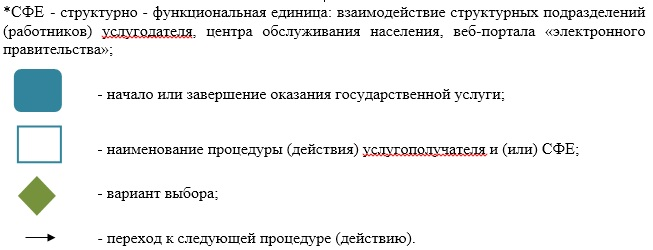 *СФЕ - структурно - функциональная единица: взаимодействие структурных подразделений
(работников) услугодателя, центра обслуживания населения, веб-портала «электронного
правительства»;
- начало или завершение оказания государственной услуги;
- наименование процедуры (действия) услугополучателя и (или) СФЕ;
- вариант выбора;
- переход к следующей процедуре (действию).